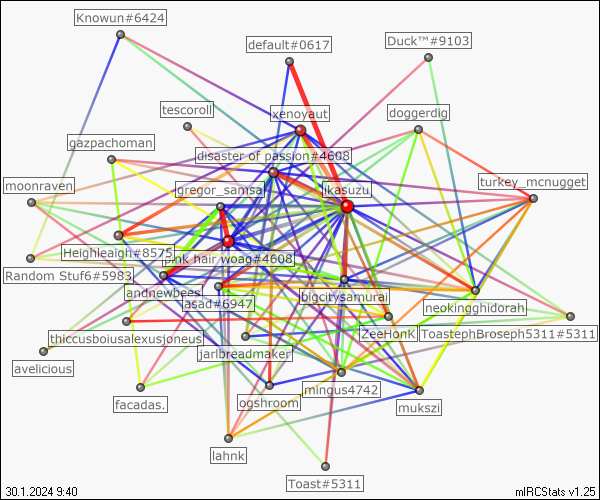 Knowun#6424
default#0617
Duck™#9103
tescoroll
xenoyaut
doggerdig
gazpachoman
disaster of passion#4608
moonraven
gregor_samsa
jkasuzu
turkey_mcnugget
Heighleaigh#8575
pink hair woag#4608
Random Stuf6#5983
andnewbees
asad#6947
bigcitysamurai
neokingghidorah
thiccusboiusalexusjoneus
ZeeHonk
ToastephBroseph5311#5311
avelicious
jarlbreadmaker
mingus4742
facadas.
ogshroom
mukszi
lahnk
Toast#5311
30.1.2024 9:40
mIRCStats v1.25